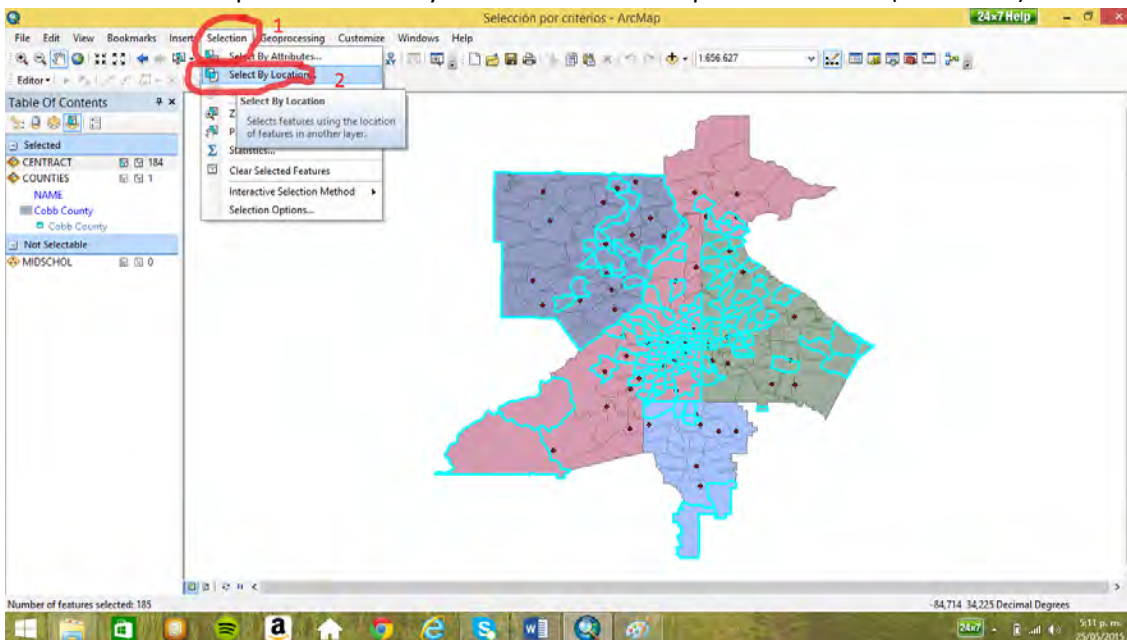 Selección por criterios - ArcMap
24x7 Help
1
File Edit View Bookmarks Insert Selection Geoprocessing Customize Windows Help
Select By Attributes...
1:656.627
Editor
Select By Location...
2
Table Of Contents
Select By Location
Selects features using the location
of features in another layer.
Selected
Statistics...
CENTRACT 184
COUNTIES 1
Clear Selected Features
NAME
Interactive Selection Method
Cobb County
Selection Options...
Cobb County
Not Selectable
MIDSCHOL 0
Number of features selected: 185
-84,714 34,225 Decimal Degrees
24x7
5:11 p. m.
25/05/2015